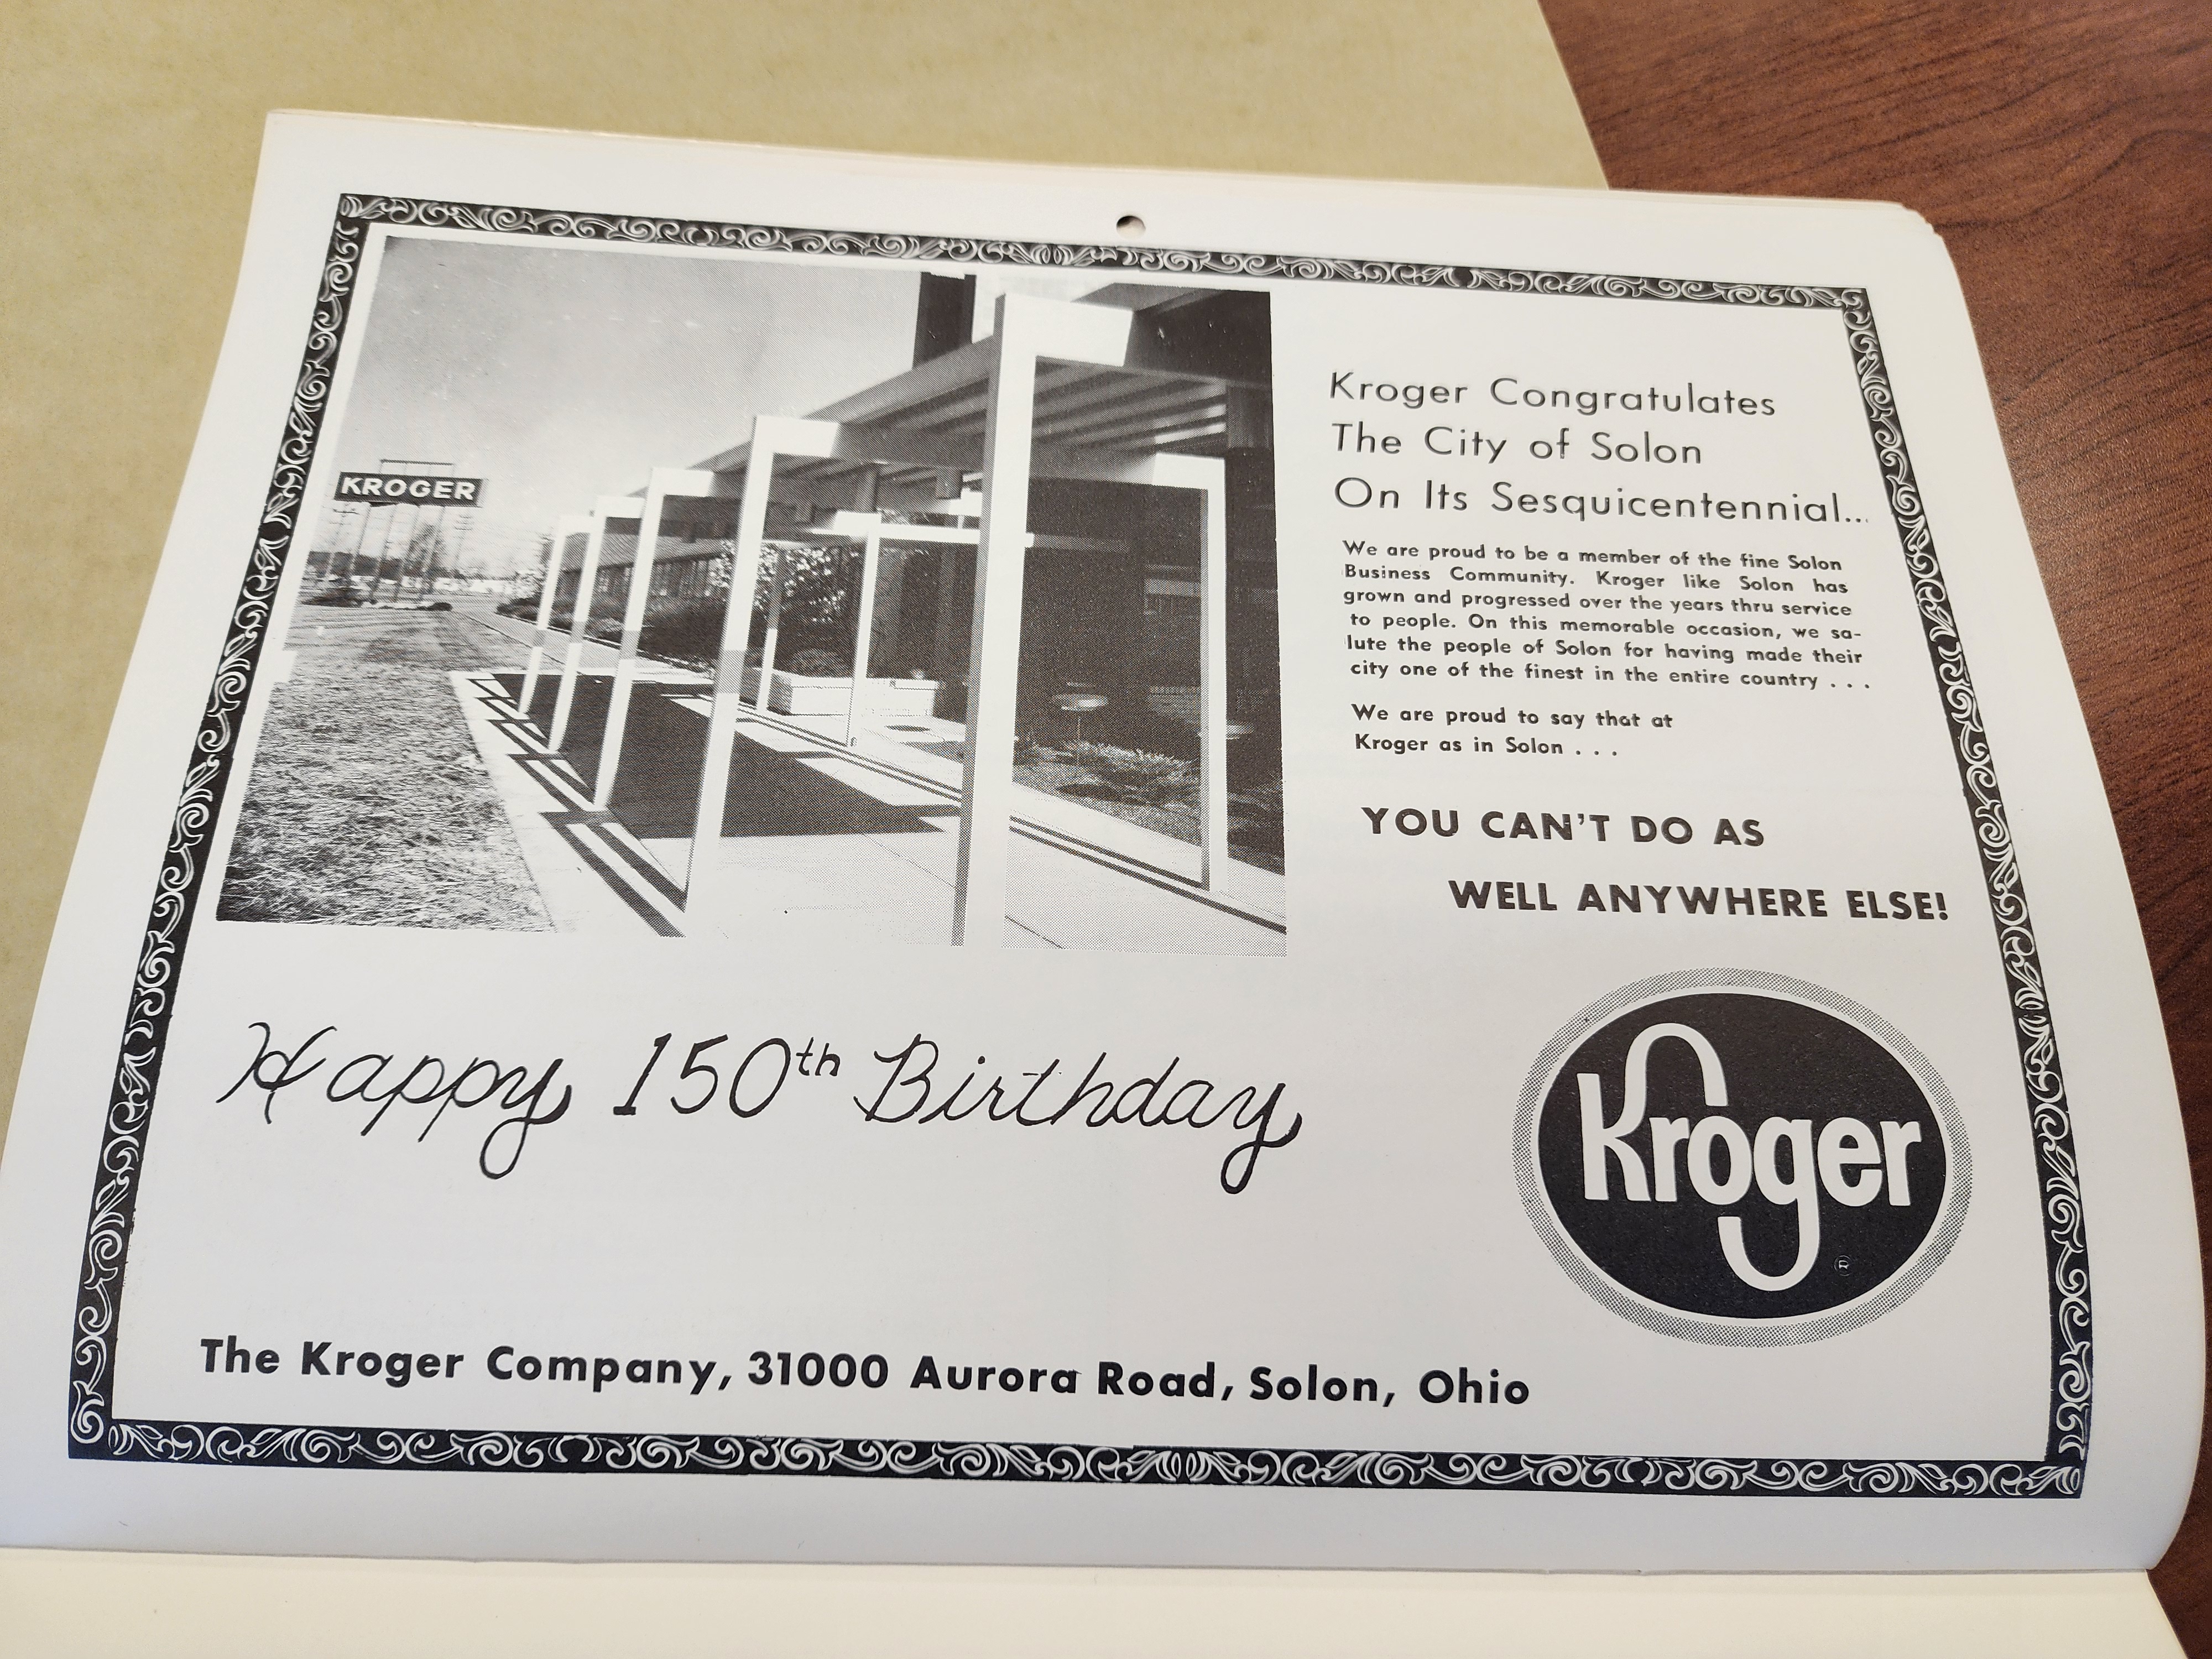 KROGER
Kroger Congratulates
The City of Solon
On Its Sesquicentennial...
We are proud to be a member of the fine Solon
Business Community. Kroger like Solon has
grown and progressed over the years thru service
to people. On this memorable occasion, we sa-
lute the people of Solon for having made their
city one of the finest in the entire country . . .
We are proud to say that at
Kroger as in Solon . . .
YOU CAN'T DO AS
WELL ANYWHERE ELSE!
Happy 150th Birthday
Kroger
®
The Kroger Company, 31000 Aurora Road, Solon, Ohio